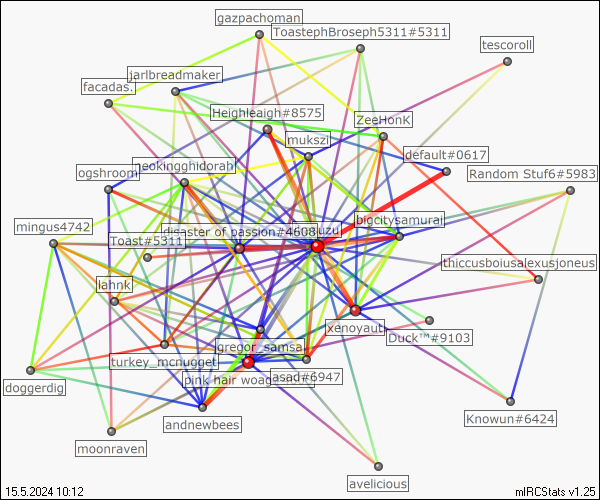 gazpachoman
ToastephBroseph5311#5311
tescoroll
jarlbreadmaker
facadas.
Heighleaigh#8575
ZeeHonK
mukszi
default#0617
ogshroom
neokingghidorah
Random Stuf6#5983
bigcitysamurai
mingus4742
disaster of passion#4608
Toast#5311
thiccusboiusalexusjoneus
lahnk
xenoyaut
Duck™#9103
gregor_samsa
turkey_mcnugget
pink hair woaga
asad#6947
doggerdig
Knowun#6424
andnewbees
moonraven
avelicious
15.5.2024 10:12
mIRCStats v1.25